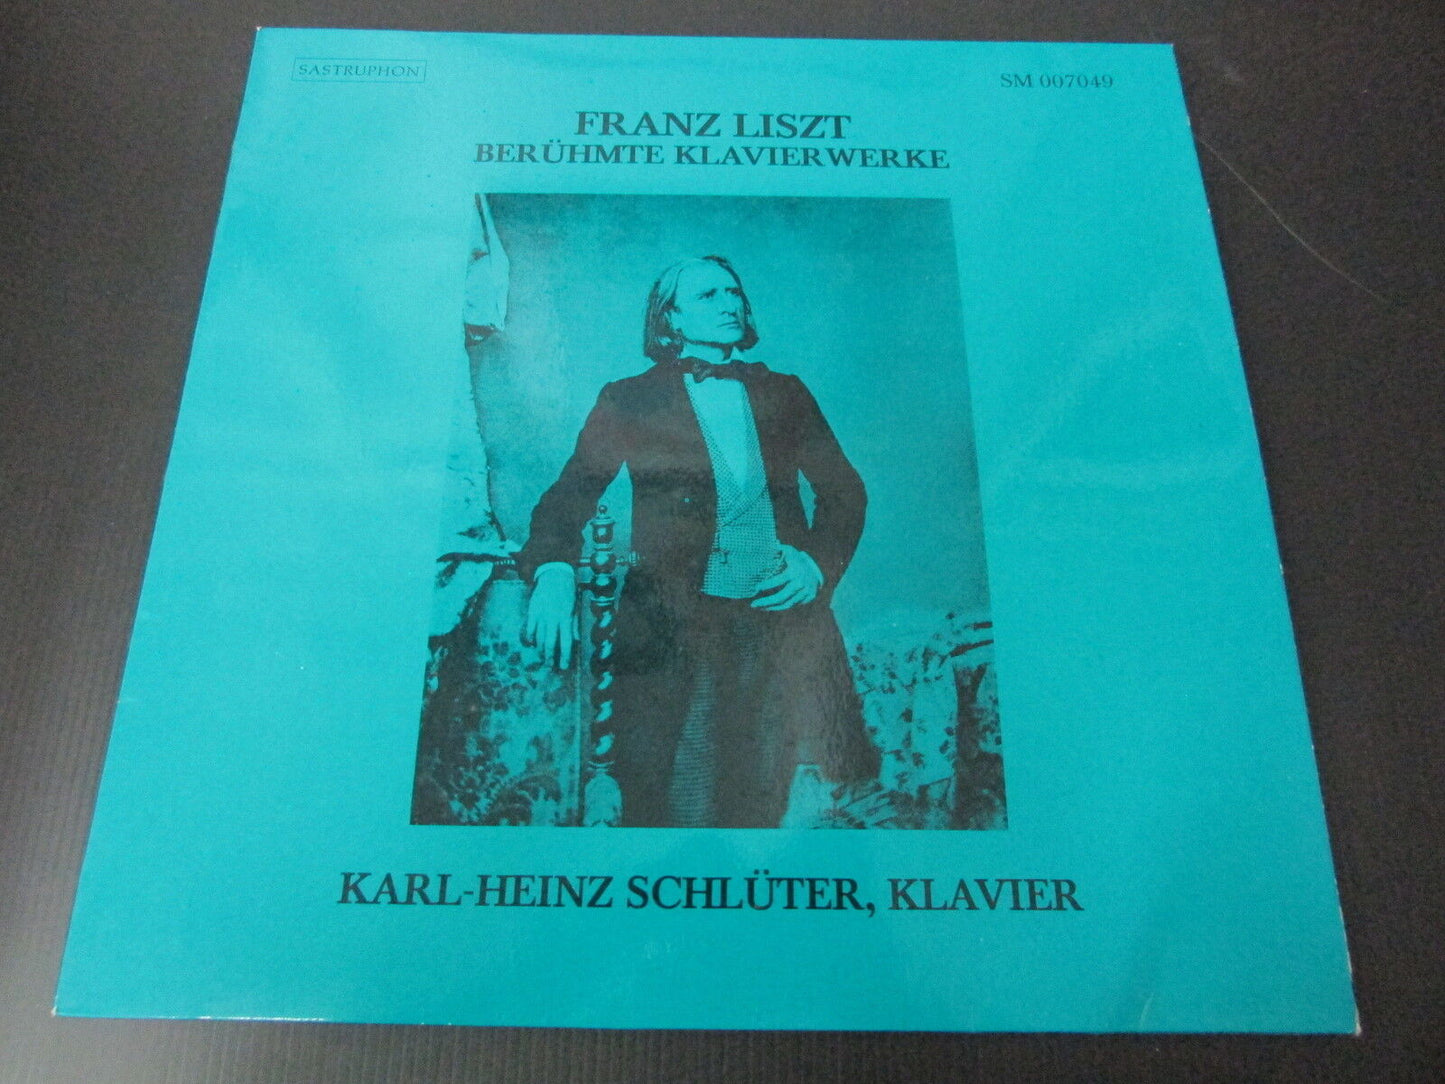 SASTRUPHON
SM 007049
FRANZ LISZT
BERÜHMTE KLAVIERWERKE
KARL-HEINZ SCHLÜTER, KLAVIER